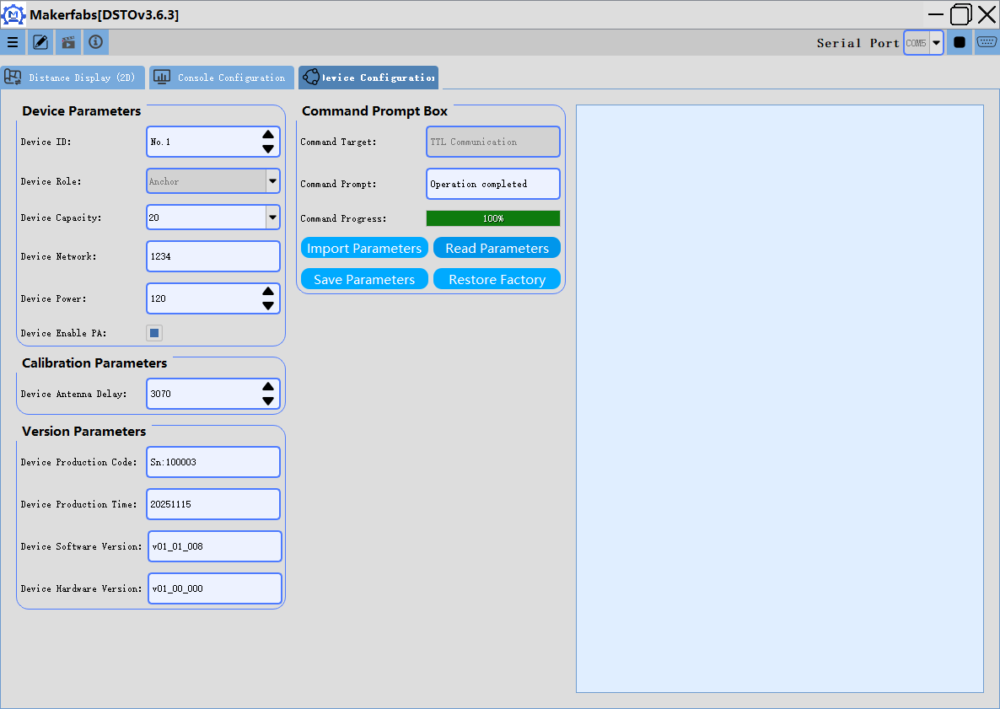 Makerfabs[DSTOv3.6.3]
Serial Port COM5
Distance Display (2D)
Console Configuration
Device Configuration
Device Parameters
Device ID: No.1
Device Role: Anchor
Device Capacity: 20
Device Network: 1234
Device Power: 120
Device Enable PA:
Calibration Parameters
Device Antenna Delay: 3070
Version Parameters
Device Production Code: Sn:100003
Device Production Time: 20251115
Device Software Version: v01_01_008
Device Hardware Version: v01_00_000
Command Prompt Box
Command Target: TTL Communication
Command Prompt: Operation completed
Command Progress: 100%
Import Parameters
Read Parameters
Save Parameters
Restore Factory